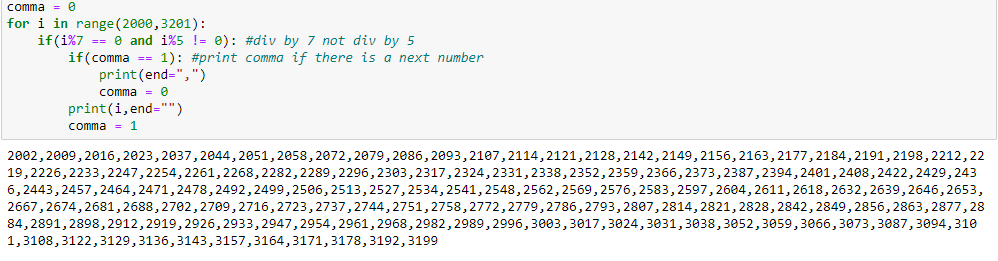 comma = 0
for i in range(2000,3201):
    if(i%7 == 0 and i%5 != 0): #div by 7 not div by 5
        if(comma == 1): #print comma if there is a next number
            print(end=",")
            comma = 0
        print(i,end="")
        comma = 1
2002,2009,2016,2023,2037,2044,2051,2058,2072,2079,2086,2093,2107,2114,2121,2128,2142,2149,2156,2163,2177,2184,2191,2198,2212,22
19,2226,2233,2247,2254,2261,2268,2282,2289,2296,2303,2317,2324,2331,2338,2352,2359,2366,2373,2387,2394,2401,2408,2422,2429,243
6,2443,2457,2464,2471,2478,2492,2499,2506,2513,2527,2534,2541,2548,2562,2569,2576,2583,2597,2604,2611,2618,2632,2639,2646,2653,
2667,2674,2681,2688,2702,2709,2716,2723,2737,2744,2751,2758,2772,2779,2786,2793,2807,2814,2821,2828,2842,2849,2856,2863,2877,28
84,2891,2898,2912,2919,2926,2933,2947,2954,2961,2968,2982,2989,2996,3003,3017,3024,3031,3038,3052,3059,3066,3073,3087,3094,310
1,3108,3122,3129,3136,3143,3157,3164,3171,3178,3192,3199